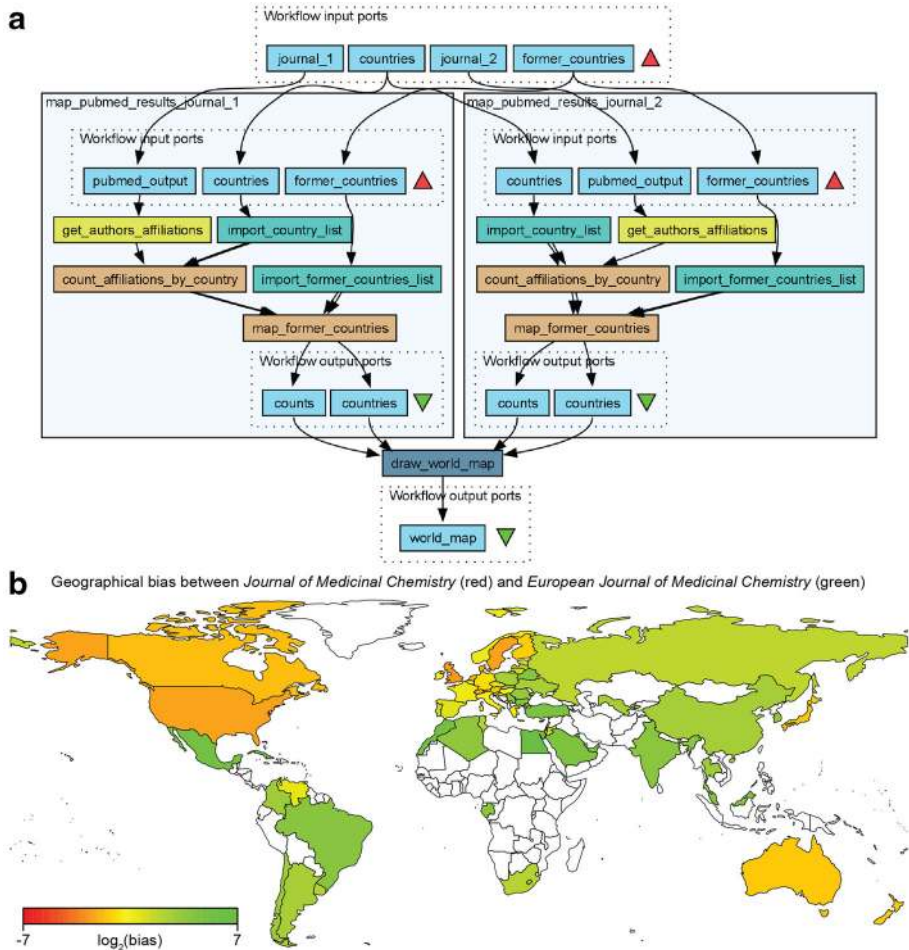 a
Workflow input ports
journal_1 countries journal_2 former_countries
map_pubmed_results_journal_1
Workflow input ports
pubmed_output countries former_countries
get_authors_affiliations import_country_list
count_affiliations_by_country import_former_countries_list
map_former_countries
Workflow output ports
counts countries
map_pubmed_results_journal_2
Workflow input ports
countries pubmed_output former_countries
import_country_list get_authors_affiliations
count_affiliations_by_country import_former_countries_list
map_former_countries
Workflow output ports
counts countries
draw_world_map
Workflow output ports
world_map
b Geographical bias between Journal of Medicinal Chemistry (red) and European Journal of Medicinal Chemistry (green)
-7 log₂(bias) 7